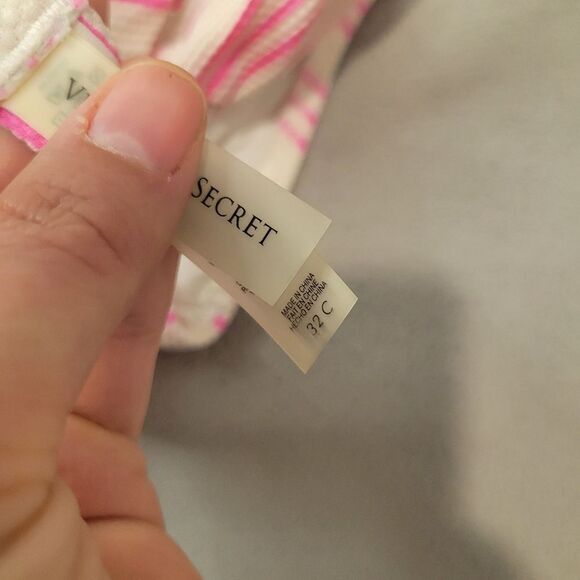 SECRET
MADE IN CHINA
FAIT EN CHINE
HECHO EN CHINA
32 C